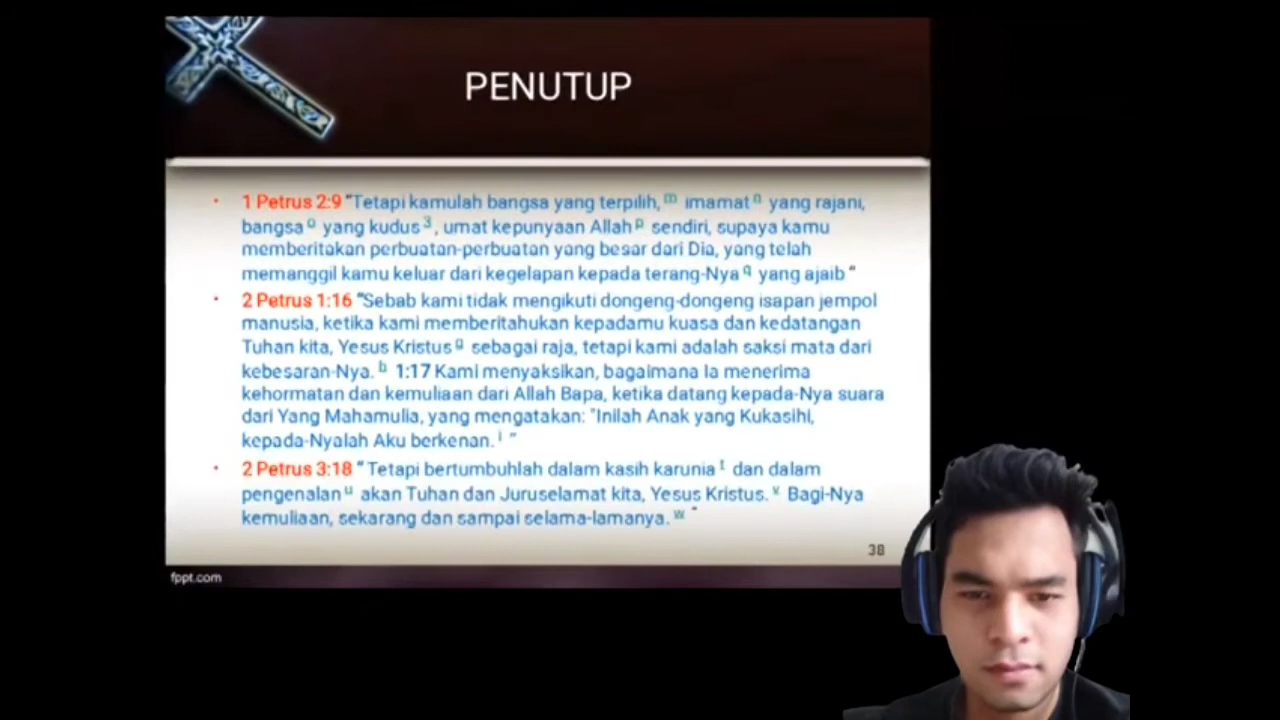 PENUTUP
• 1 Petrus 2:9 “Tetapi kamulah bangsa yang terpilih, m imamat n yang rajani,
bangsa o yang kudus 3, umat kepunyaan Allah p sendiri, supaya kamu
memberitakan perbuatan-perbuatan yang besar dari Dia, yang telah
memanggil kamu keluar dari kegelapan kepada terang-Nya q yang ajaib “
• 2 Petrus 1:16 “Sebab kami tidak mengikuti dongeng-dongeng isapan jempol
manusia, ketika kami memberitahukan kepadamu kuasa dan kedatangan
Tuhan kita, Yesus Kristus g sebagai raja, tetapi kami adalah saksi mata dari
kebesaran-Nya. h 1:17 Kami menyaksikan, bagaimana Ia menerima
kehormatan dan kemuliaan dari Allah Bapa, ketika datang kepada-Nya suara
dari Yang Mahamulia, yang mengatakan: "Inilah Anak yang Kukasihi,
kepada-Nyalah Aku berkenan. i ”
• 2 Petrus 3:18 “ Tetapi bertumbuhlah dalam kasih karunia t dan dalam
pengenalan u akan Tuhan dan Juruselamat kita, Yesus Kristus. v Bagi-Nya
kemuliaan, sekarang dan sampai selama-lamanya. w “
38
fppt.com